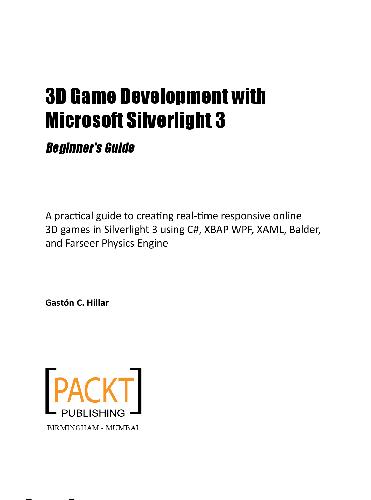 3D Game Development with
Microsoft Silverlight 3
Beginner's Guide
A practical guide to creating real-time responsive online
3D games in Silverlight 3 using C#, XBAP WPF, XAML, Balder,
and Farseer Physics Engine
Gastón C. Hillar
PACKT
PUBLISHING
BIRMINGHAM - MUMBAI